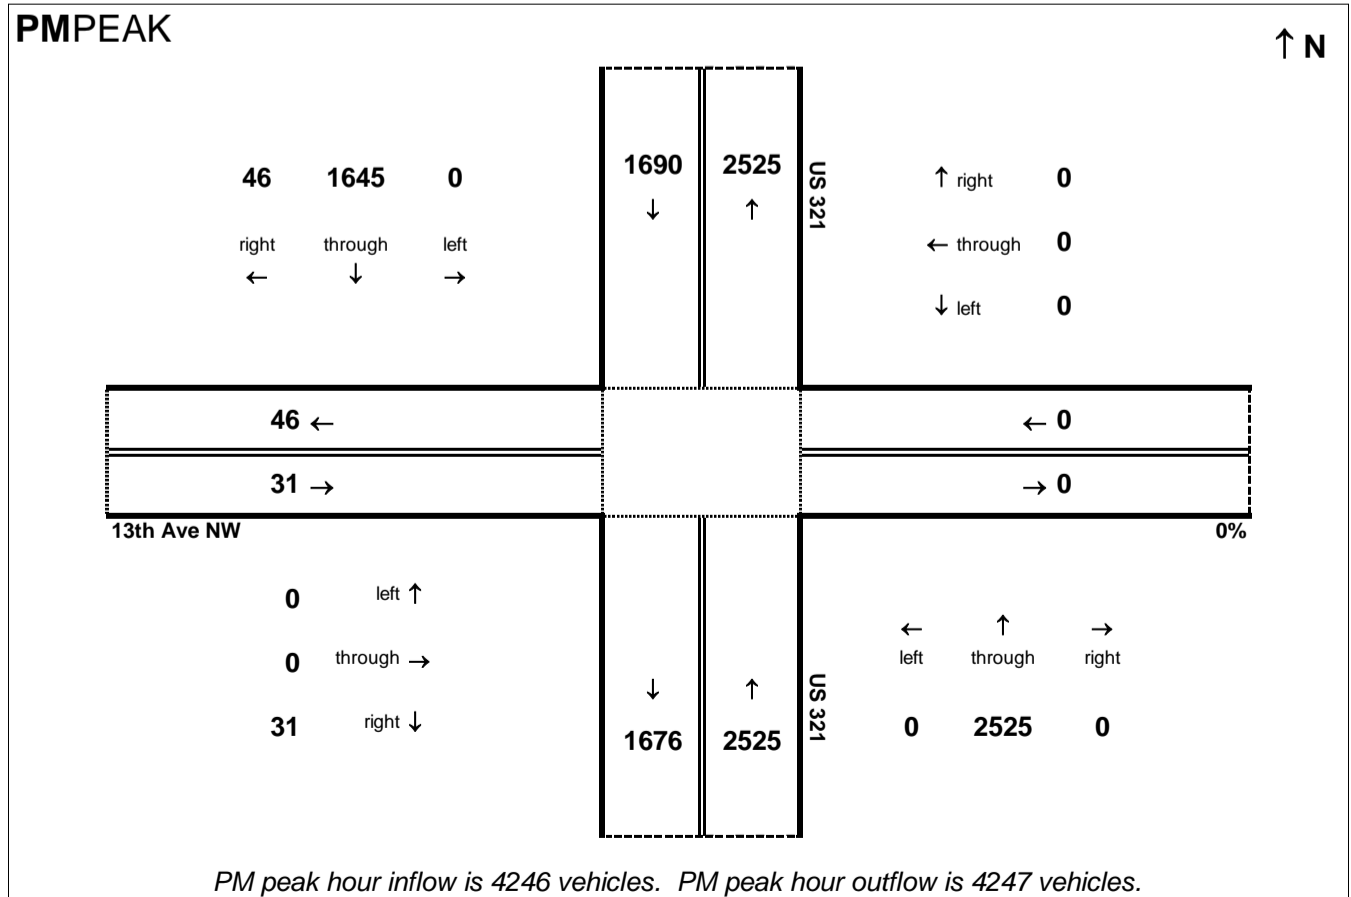 PMPEAK
↑ N
46 1645 0
right through left
← ↓ →
1690 2525
↓ ↑
US 321
↑ right 0
← through 0
↓ left 0
46 ←
31 →
← 0
→ 0
13th Ave NW
0%
0 left ↑
0 through →
31 right ↓
↓ ↑
1676 2525
US 321
← ↑ →
left through right
0 2525 0
PM peak hour inflow is 4246 vehicles. PM peak hour outflow is 4247 vehicles.